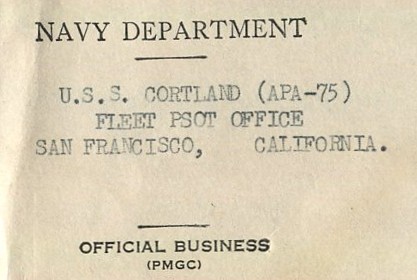 NAVY DEPARTMENT
U.S.S. CORTLAND (APA-75)
FLEET PSOT OFFICE
SAN FRANCISCO, CALIFORNIA.
OFFICIAL BUSINESS
(PMGC)